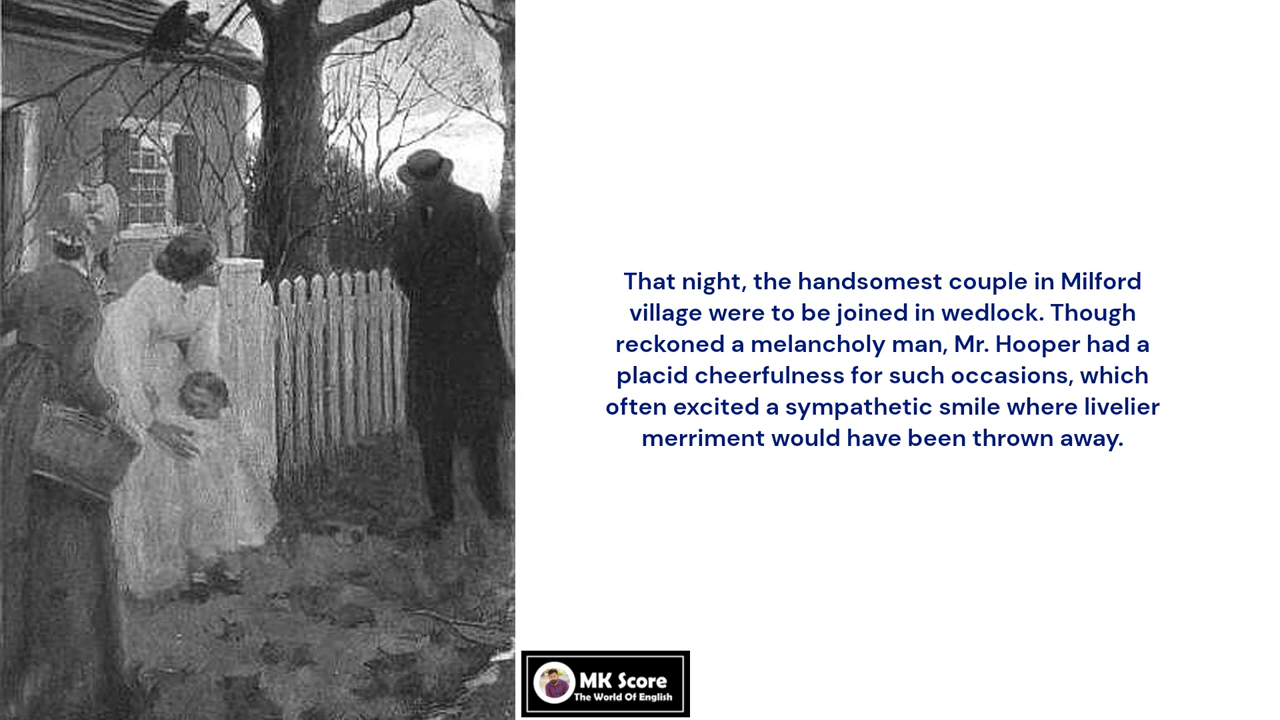 That night, the handsomest couple in Milford
village were to be joined in wedlock. Though
reckoned a melancholy man, Mr. Hooper had a
placid cheerfulness for such occasions, which
often excited a sympathetic smile where livelier
merriment would have been thrown away.
MK Score
The World Of English